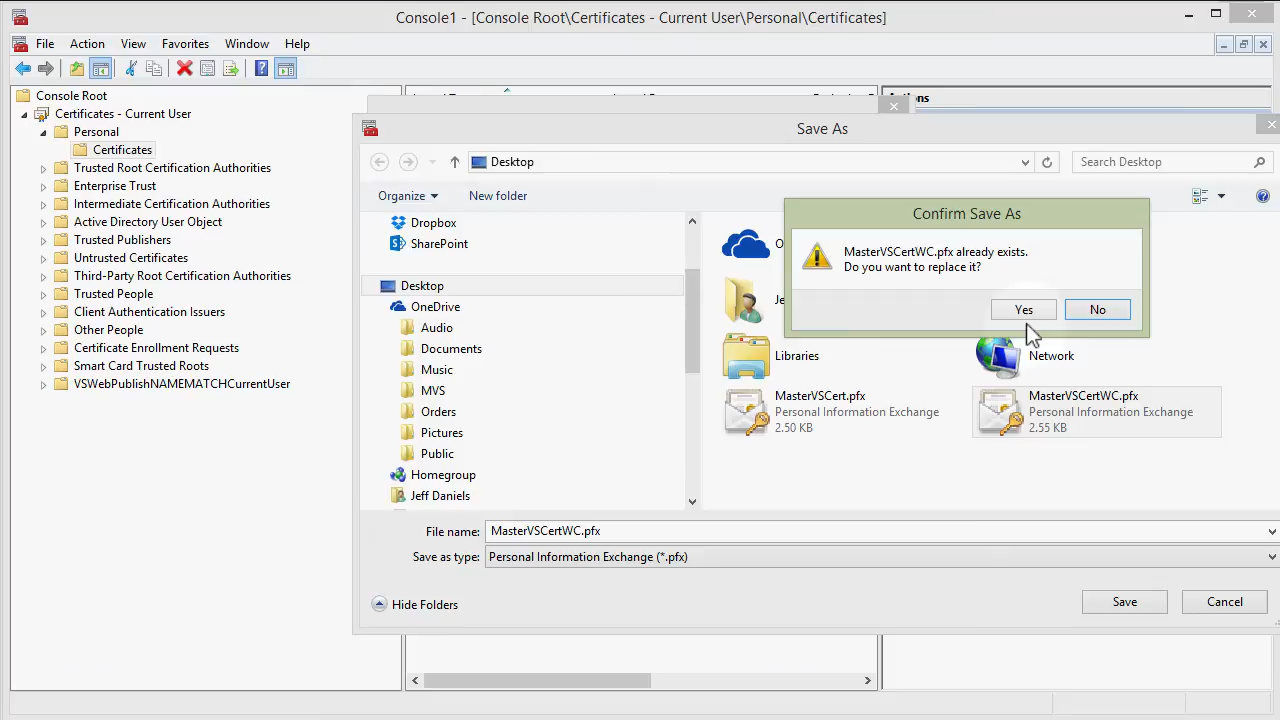 Console1 - [Console Root\Certificates - Current User\Personal\Certificates]
File Action View Favorites Window Help
Console Root
Certificates - Current User
Personal
Certificates
Trusted Root Certification Authorities
Enterprise Trust
Intermediate Certification Authorities
Active Directory User Object
Trusted Publishers
Untrusted Certificates
Third-Party Root Certification Authorities
Trusted People
Client Authentication Issuers
Other People
Certificate Enrollment Requests
Smart Card Trusted Roots
VSWebPublishNAMEMATCHCurrentUser
Actions
Save As
Desktop
Search Desktop
Organize
New folder
Dropbox
SharePoint
Desktop
OneDrive
Audio
Documents
Music
MVS
Orders
Pictures
Public
Homegroup
Jeff Daniels
Confirm Save As
MasterVSCertWC.pfx already exists.
Do you want to replace it?
Yes
No
Libraries
Network
MasterVSCert.pfx
Personal Information Exchange
2.50 KB
MasterVSCertWC.pfx
Personal Information Exchange
2.55 KB
File name: MasterVSCertWC.pfx
Save as type: Personal Information Exchange (*.pfx)
Hide Folders
Save
Cancel